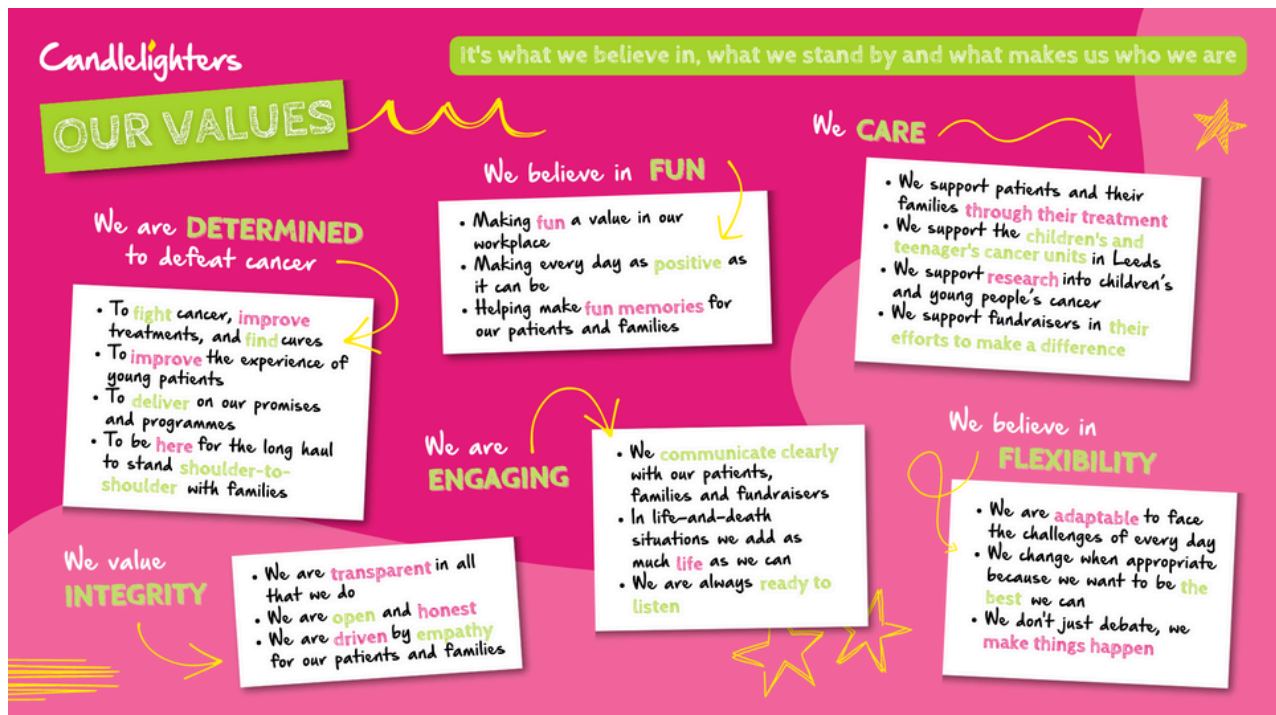 Candlelighters
It's what we believe in, what we stand by and what makes us who we are
OUR VALUES
We are DETERMINED
to defeat cancer
• To fight cancer, improve
treatments, and find cures
• To improve the experience of
young patients
• To deliver on our promises
and programmes
• To be here for the long haul
to stand shoulder-to-
shoulder with families
We believe in FUN
• Making fun a value in our
workplace
• Making every day as positive as
it can be
• Helping make fun memories for
our patients and families
We CARE
• We support patients and their
families through their treatment
• We support the children's and
teenager's cancer units in Leeds
• We support research into children's
and young people's cancer
• We support fundraisers in their
efforts to make a difference
We value
INTEGRITY
• We are transparent in all
that we do
• We are open and honest
• We are driven by empathy
for our patients and families
We are
ENGAGING
• We communicate clearly
with our patients,
families and fundraisers
• In life-and-death
situations we add as
much life as we can
• We are always ready to
listen
We believe in
FLEXIBILITY
• We are adaptable to face
the challenges of every day
• We change when appropriate
because we want to be the
best we can
• We don't just debate, we
make things happen